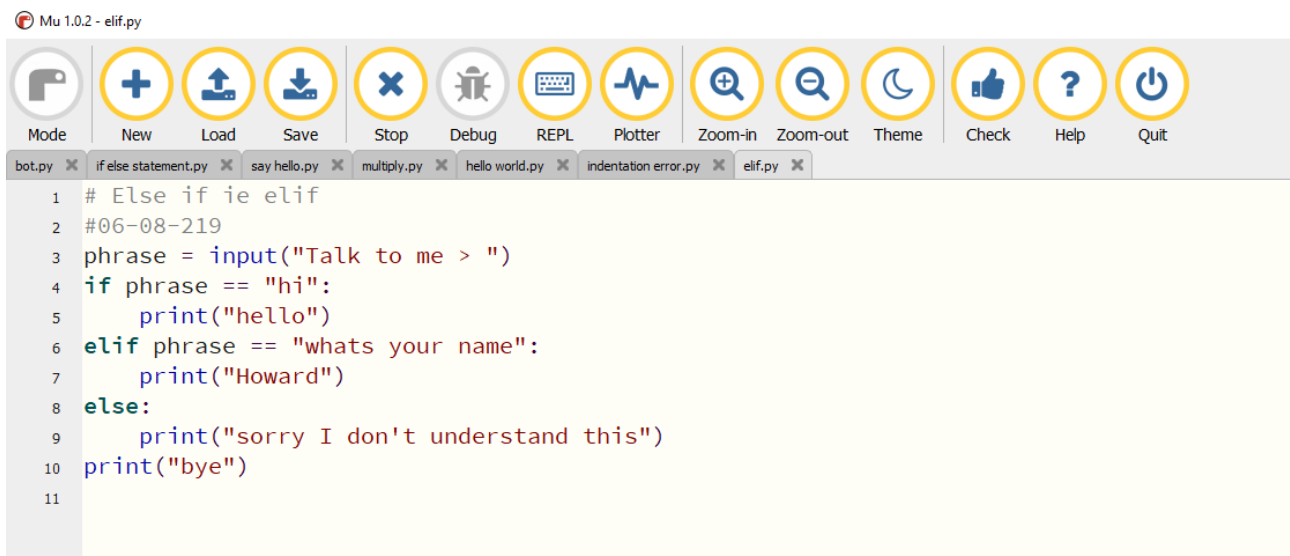 Mu 1.0.2 - elif.py
Mode New Load Save Stop Debug REPL Plotter Zoom-in Zoom-out Theme Check Help Quit
bot.py if else statement.py say hello.py multiply.py hello world.py indentation error.py elif.py
1 # Else if ie elif
2 #06-08-219
3 phrase = input("Talk to me > ")
4 if phrase == "hi":
5     print("hello")
6 elif phrase == "whats your name":
7     print("Howard")
8 else:
9     print("sorry I don't understand this")
10 print("bye")
11